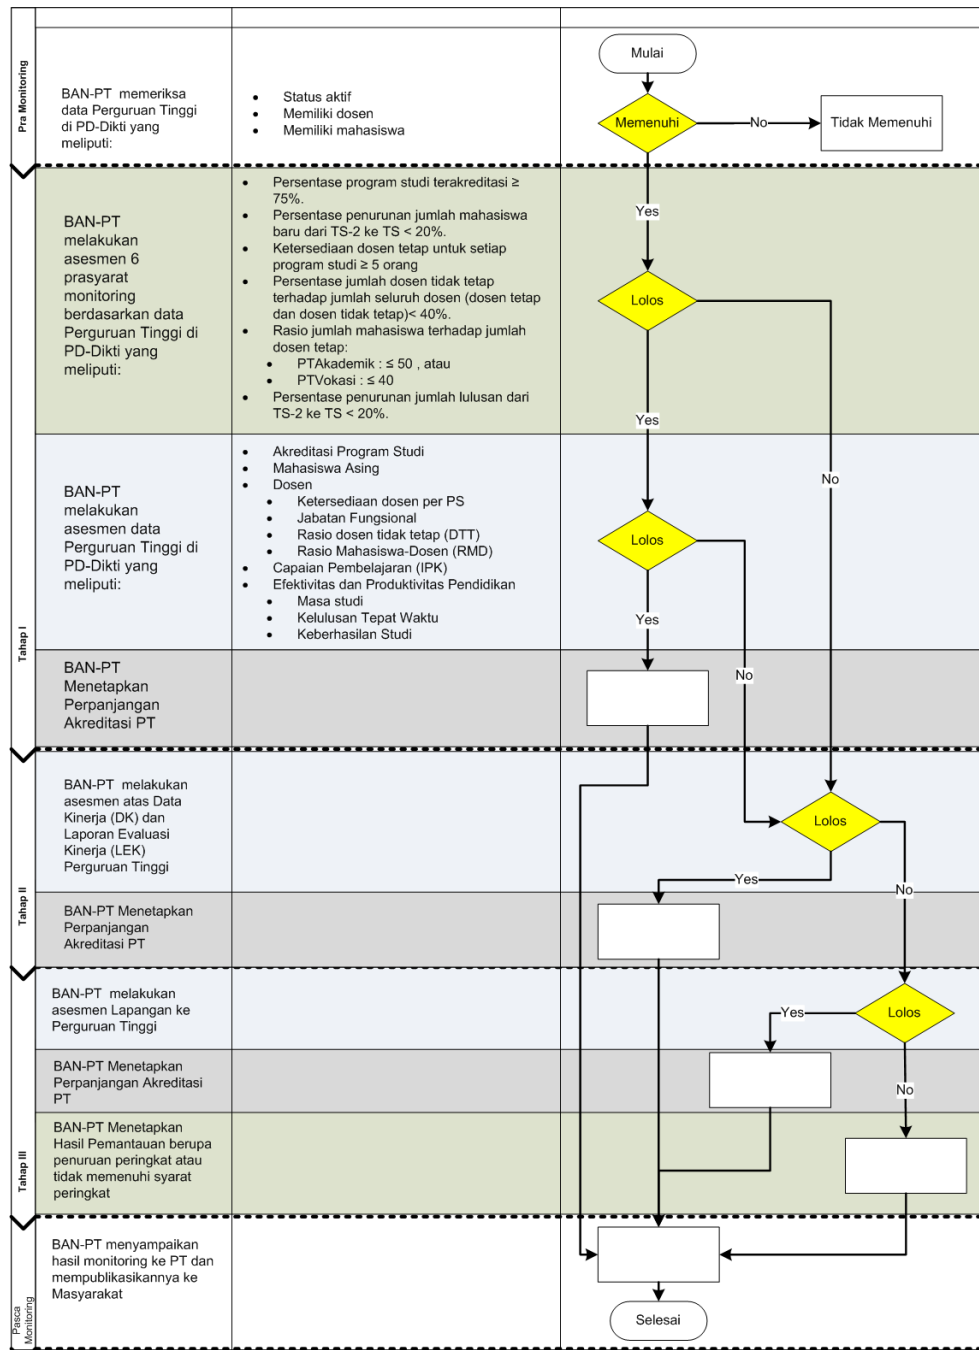 Pra Monitoring
BAN-PT memeriksa
data Perguruan Tinggi
di PD-Dikti yang
meliputi:
• Status aktif
• Memiliki dosen
• Memiliki mahasiswa
Mulai
Memenuhi
No
Tidak Memenuhi
Yes
Tahap I
BAN-PT
melakukan
asesmen 6
prasyarat
monitoring
berdasarkan data
Perguruan Tinggi di
PD-Dikti yang
meliputi:
• Persentase program studi terakreditasi ≥
75%.
• Persentase penurunan jumlah mahasiswa
baru dari TS-2 ke TS < 20%.
• Ketersediaan dosen tetap untuk setiap
program studi ≥ 5 orang
• Persentase jumlah dosen tidak tetap
terhadap jumlah seluruh dosen (dosen tetap
dan dosen tidak tetap)< 40%.
• Rasio jumlah mahasiswa terhadap jumlah
dosen tetap:
• PTAkademik : ≤ 50 , atau
• PTVokasi : ≤ 40
• Persentase penurunan jumlah lulusan dari
TS-2 ke TS < 20%.
Lolos
Yes
No
BAN-PT
melakukan
asesmen data
Perguruan Tinggi di
PD-Dikti yang
meliputi:
• Akreditasi Program Studi
• Mahasiswa Asing
• Dosen
• Ketersediaan dosen per PS
• Jabatan Fungsional
• Rasio dosen tidak tetap (DTT)
• Rasio Mahasiswa-Dosen (RMD)
• Capaian Pembelajaran (IPK)
• Efektivitas dan Produktivitas Pendidikan
• Masa studi
• Kelulusan Tepat Waktu
• Keberhasilan Studi
Lolos
Yes
No
BAN-PT
Menetapkan
Perpanjangan
Akreditasi PT
Tahap II
BAN-PT melakukan
asesmen atas Data
Kinerja (DK) dan
Laporan Evaluasi
Kinerja (LEK)
Perguruan Tinggi
Lolos
Yes
No
BAN-PT Menetapkan
Perpanjangan
Akreditasi PT
Tahap III
BAN-PT melakukan
asesmen Lapangan ke
Perguruan Tinggi
Lolos
Yes
No
BAN-PT Menetapkan
Perpanjangan Akreditasi
PT
BAN-PT Menetapkan
Hasil Pemantauan berupa
penuruan peringkat atau
tidak memenuhi syarat
peringkat
Pasca
Monitoring
BAN-PT menyampaikan
hasil monitoring ke PT dan
mempublikasikannya ke
Masyarakat
Selesai